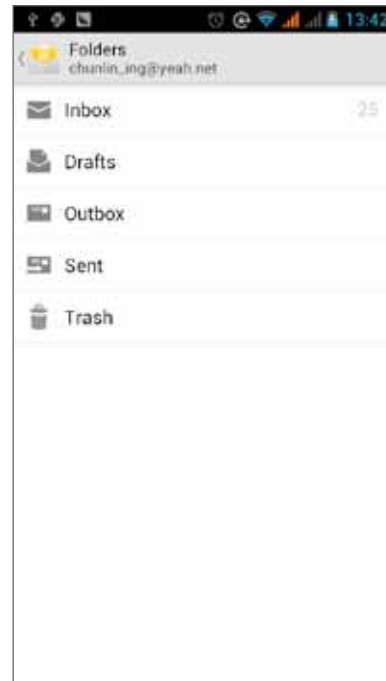 13:42
Folders
chunlin_ing@yeah.net
Inbox 25
Drafts
Outbox
Sent
Trash